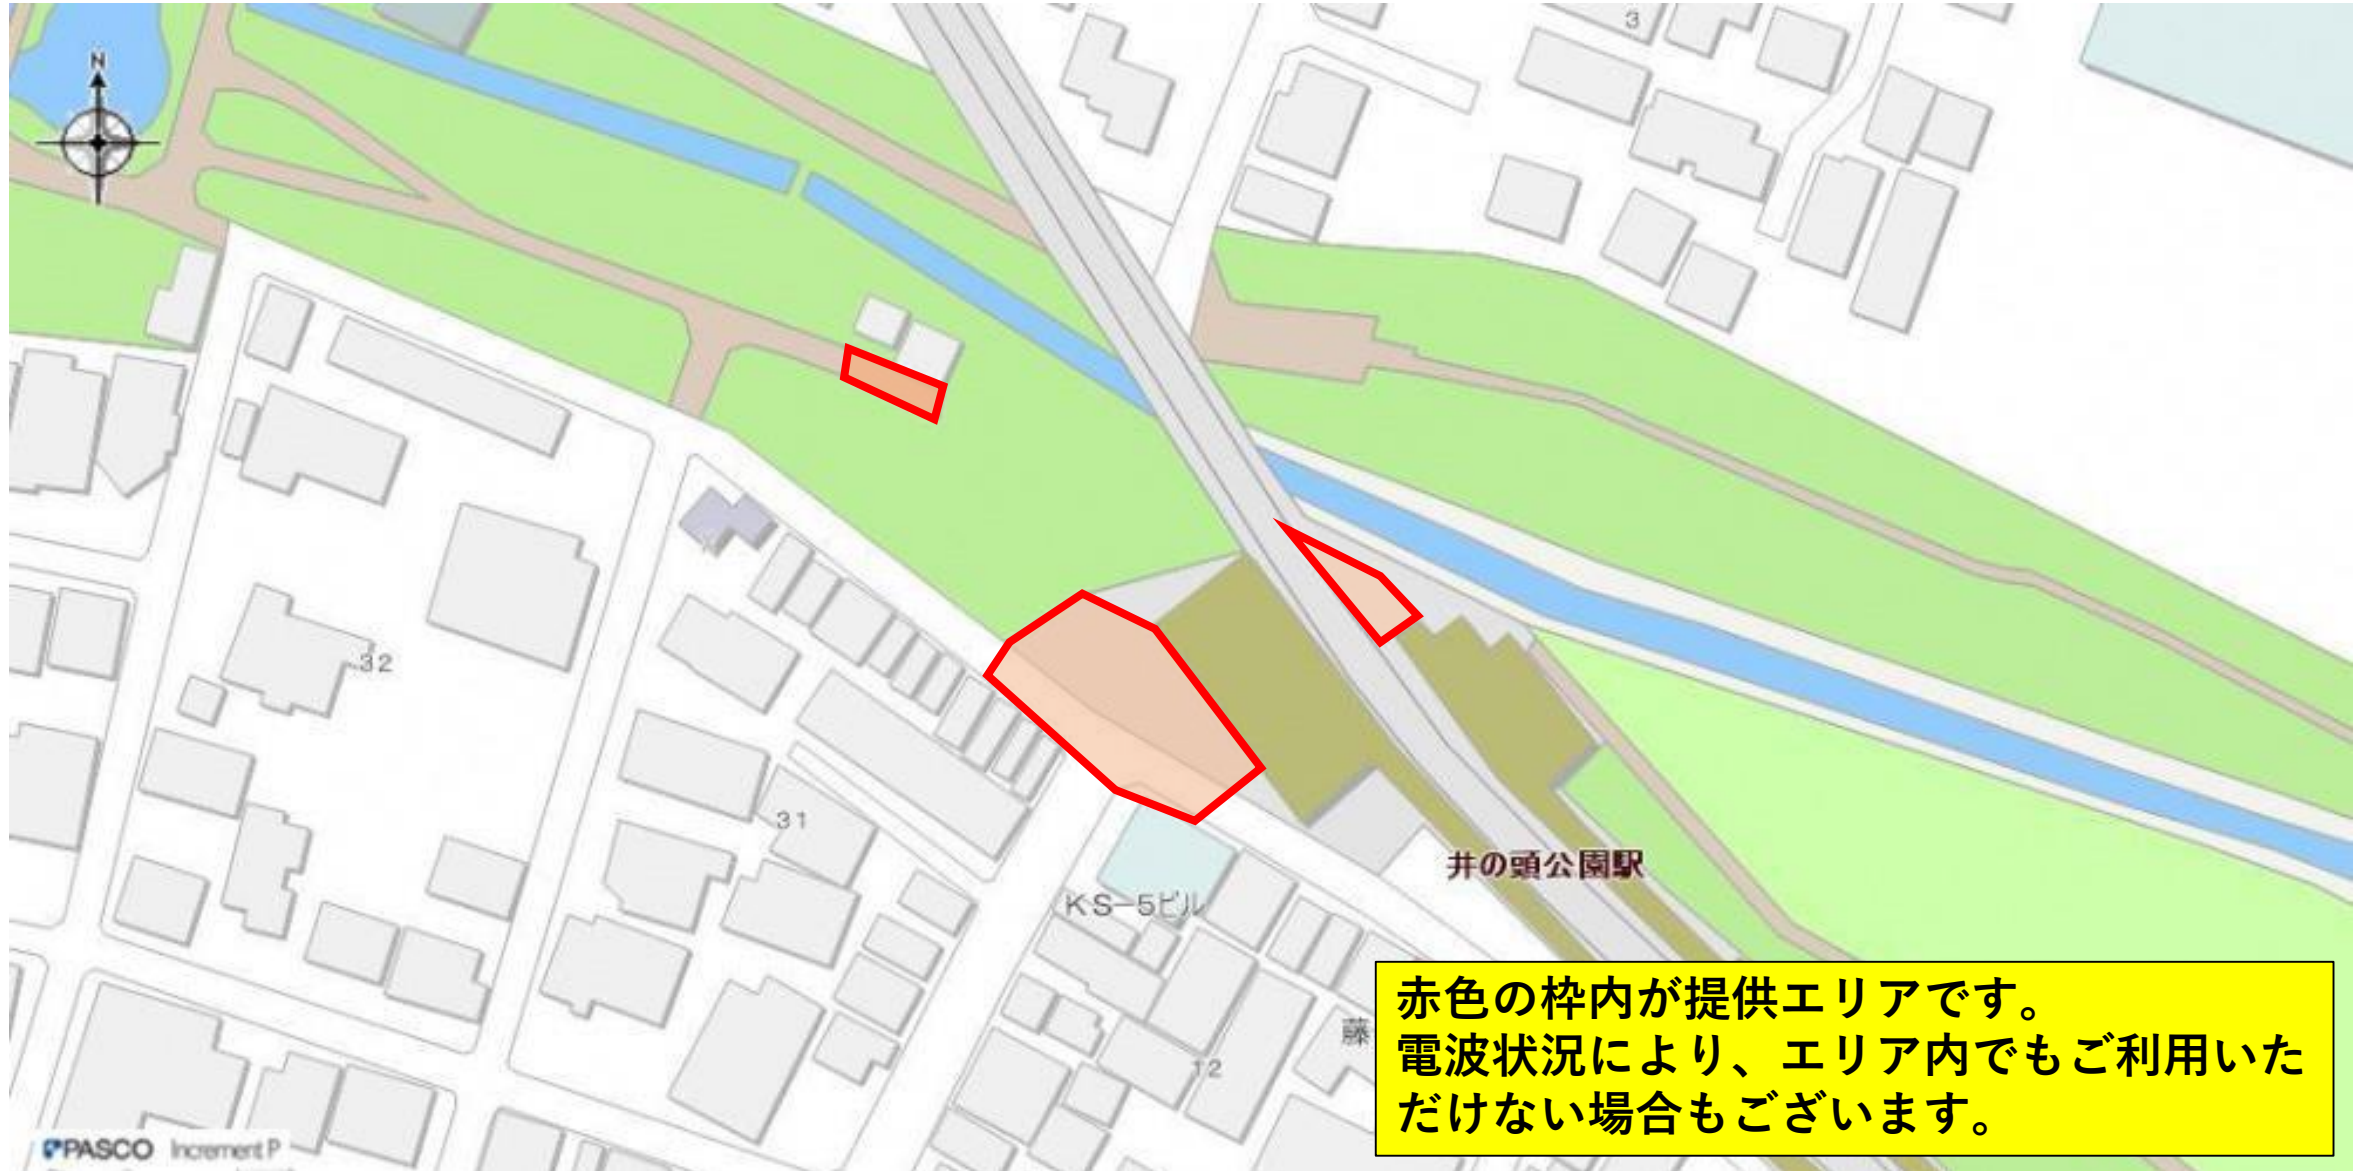 N
3
32
31
井の頭公園駅
KS-5ビル
藤
12
赤色の枠内が提供エリアです。
電波状況により、エリア内でもご利用いた
だけない場合もございます。
PASCO Increment P